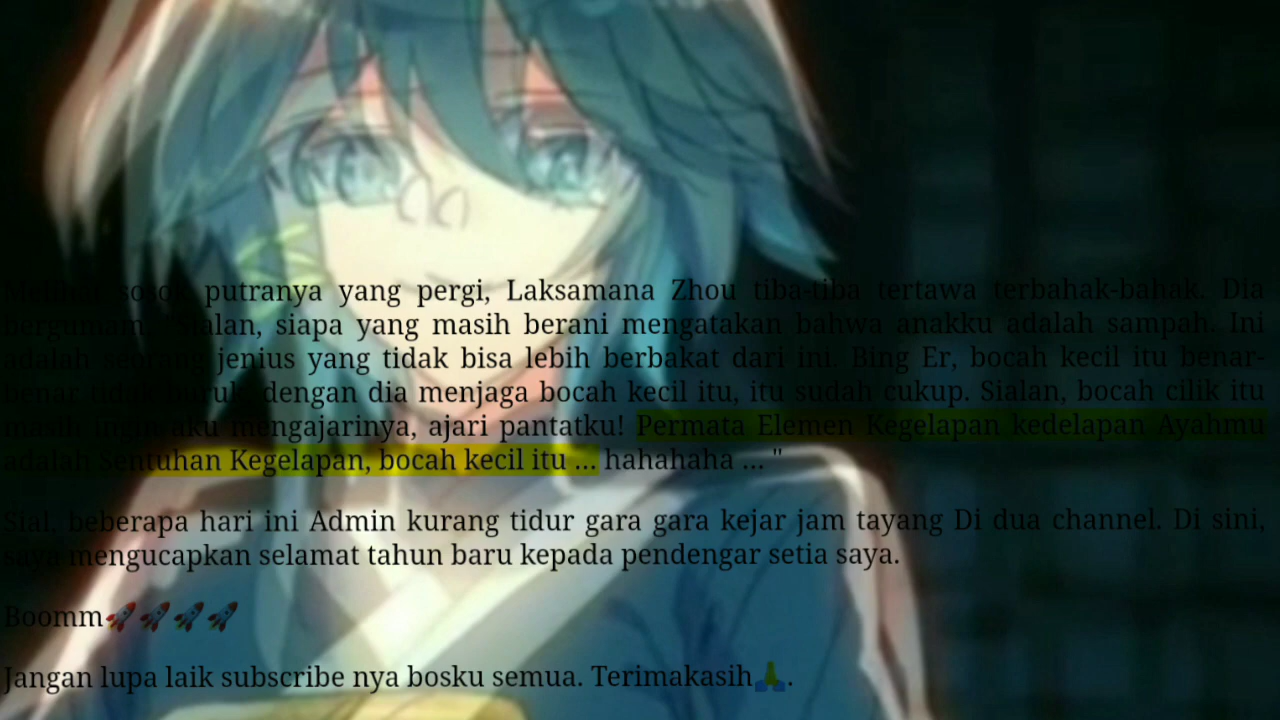 Melihat sosok putranya yang pergi, Laksamana Zhou tiba-tiba tertawa terbahak-bahak. Dia
bergumam, "Sialan, siapa yang masih berani mengatakan bahwa anakku adalah sampah. Ini
adalah seorang jenius yang tidak bisa lebih berbakat dari ini. Bing Er, bocah kecil itu benar-
benar tidak buruk, dengan dia menjaga bocah kecil itu, itu sudah cukup. Sialan, bocah cilik itu
masih ingin aku mengajarinya, ajari pantatku! Permata Elemen Kegelapan kedelapan Ayahmu
adalah Sentuhan Kegelapan, bocah kecil itu ... hahahaha ... "
Sial, beberapa hari ini Admin kurang tidur gara gara kejar jam tayang Di dua channel. Di sini,
saya mengucapkan selamat tahun baru kepada pendengar setia saya.
Boomm🚀🚀🚀🚀
Jangan lupa laik subscribe nya bosku semua. Terimakasih🙏.